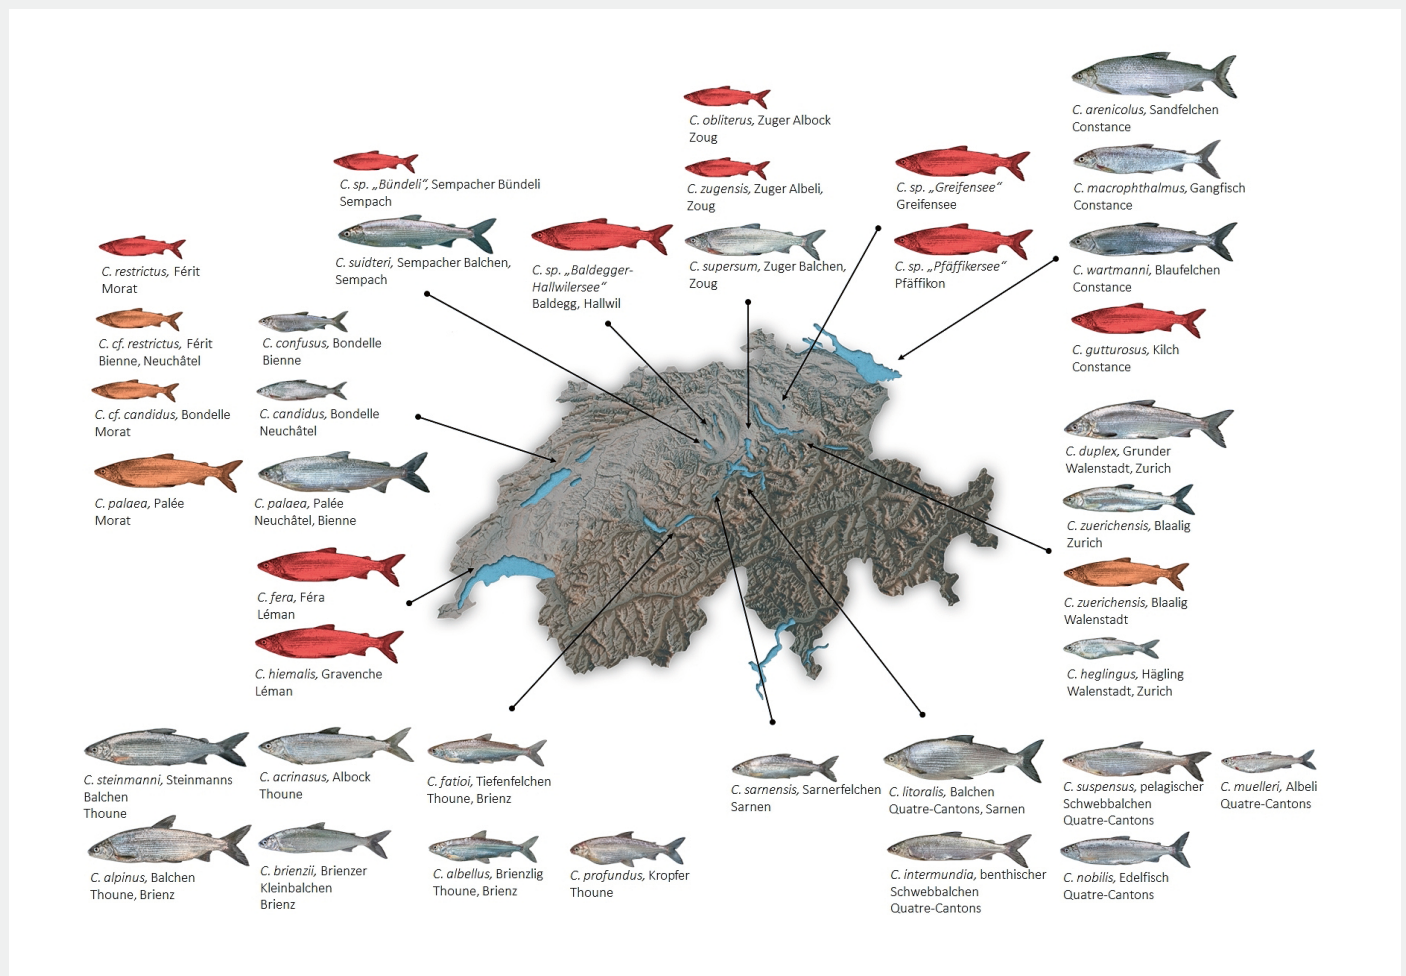 C. obliterus, Zuger Albock
Zoug
C. zugensis, Zuger Albeli,
Zoug
C. supersum, Zuger Balchen,
Zoug
C. sp. „Bündeli“, Sempacher Bündeli
Sempach
C. suidteri, Sempacher Balchen,
Sempach
C. sp. „Baldegger-
Hallwilersee“
Baldegg, Hallwil
C. sp. „Greifensee“
Greifensee
C. sp. „Pfäffikersee“
Pfäffikon
C. arenicolus, Sandfelchen
Constance
C. macrophthalmus, Gangfisch
Constance
C. wartmanni, Blaufelchen
Constance
C. gutturosus, Kilch
Constance
C. restrictus, Férit
Morat
C. cf. restrictus, Férit
Bienne, Neuchâtel
C. cf. candidus, Bondelle
Morat
C. palaea, Palée
Morat
C. confusus, Bondelle
Bienne
C. candidus, Bondelle
Neuchâtel
C. palaea, Palée
Neuchâtel, Bienne
C. fera, Féra
Léman
C. hiemalis, Gravenche
Léman
C. duplex, Grunder
Walenstadt, Zurich
C. zuerichensis, Blaalig
Zurich
C. zuerichensis, Blaalig
Walenstadt
C. heglingus, Hägling
Walenstadt, Zurich
C. steinmanni, Steinmanns
Balchen
Thoune
C. acrinasus, Albock
Thoune
C. fatioi, Tiefenfelchen
Thoune, Brienz
C. alpinus, Balchen
Thoune, Brienz
C. brienzii, Brienzer
Kleinbalchen
Brienz
C. albellus, Brienzlig
Thoune, Brienz
C. profundus, Kropfer
Thoune
C. sarnensis, Sarnerfelchen
Sarnen
C. litoralis, Balchen
Quatre-Cantons, Sarnen
C. suspensus, pelagischer
Schwebbalchen
Quatre-Cantons
C. muelleri, Albeli
Quatre-Cantons
C. intermundia, benthischer
Schwebbalchen
Quatre-Cantons
C. nobilis, Edelfisch
Quatre-Cantons